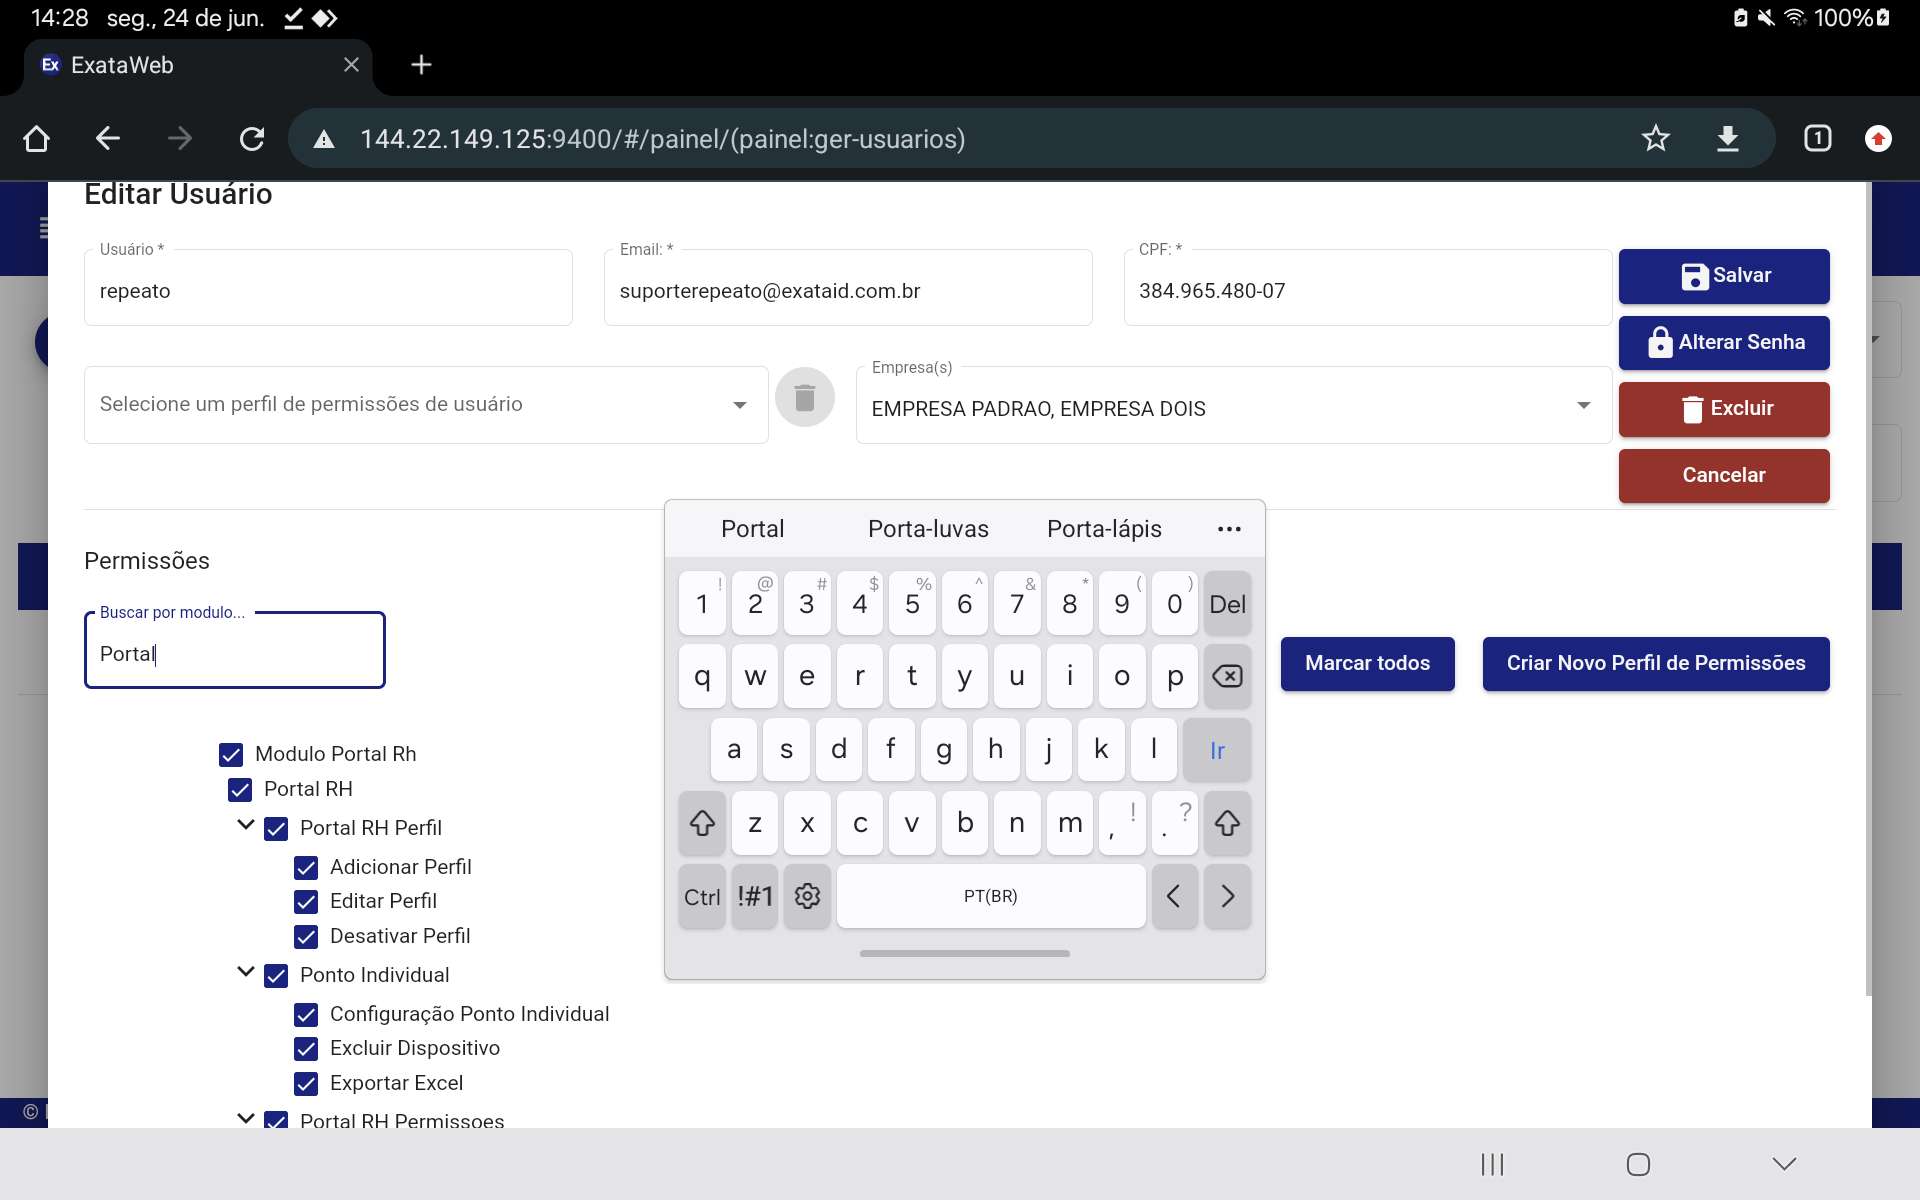 14:28 seg., 24 de jun. 100%
Ex ExataWeb
144.22.149.125:9400/#/painel/(painel:ger-usuarios) 1
Editar Usuário
Usuário * Email: * CPF: *
repeato suporterepeato@exataid.com.br 384.965.480-07
Salvar
Alterar Senha
Empresa(s)
Selecione um perfil de permissões de usuário EMPRESA PADRAO, EMPRESA DOIS
Excluir
Cancelar
Portal Porta-luvas Porta-lápis
Permissões
! @ # $ % ^ & * ( )
1 2 3 4 5 6 7 8 9 0 Del
Buscar por modulo...
Portal
q w e r t y u i o p
Marcar todos Criar Novo Perfil de Permissões
a s d f g h j k l Ir
z x c v b n m , ! . ?
Ctrl !#1 PT(BR)
Modulo Portal Rh
Portal RH
Portal RH Perfil
Adicionar Perfil
Editar Perfil
Desativar Perfil
Ponto Individual
Configuração Ponto Individual
Excluir Dispositivo
Exportar Excel
Portal RH Permissoes
©